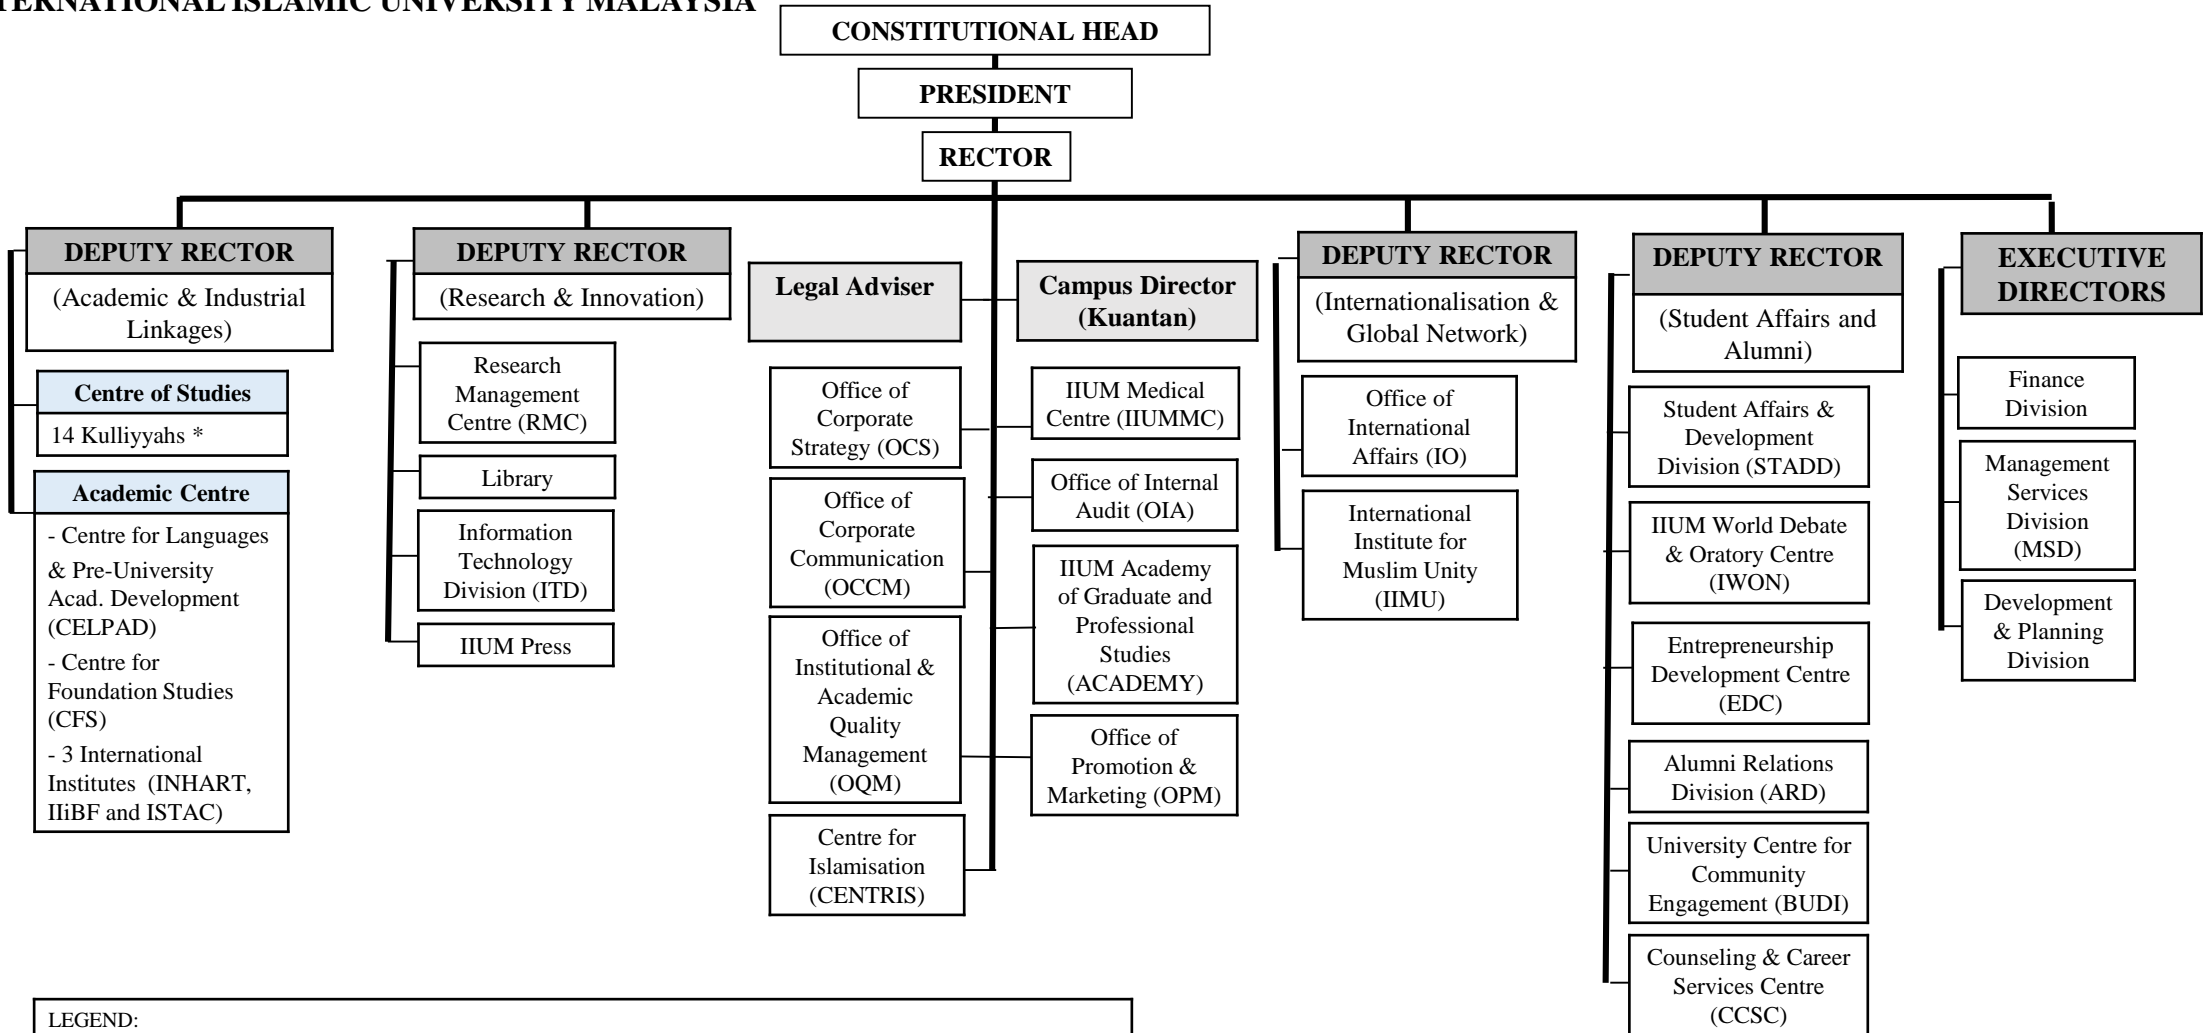 TERNATIONAL ISLAMIC UNIVERSITY MALAYSIA
CONSTITUTIONAL HEAD
PRESIDENT
RECTOR
DEPUTY RECTOR
(Academic & Industrial
Linkages)
Centre of Studies
14 Kulliyyahs *
Academic Centre
- Centre for Languages
& Pre-University
Acad. Development
(CELPAD)
- Centre for
Foundation Studies
(CFS)
- 3 International
Institutes (INHART,
IIiBF and ISTAC)
DEPUTY RECTOR
(Research & Innovation)
Research
Management
Centre (RMC)
Library
Information
Technology
Division (ITD)
IIUM Press
Legal Adviser
Office of
Corporate
Strategy (OCS)
Office of
Corporate
Communication
(OCCM)
Office of
Institutional &
Academic
Quality
Management
(OQM)
Centre for
Islamisation
(CENTRIS)
Campus Director
(Kuantan)
IIUM Medical
Centre (IIUMMC)
Office of Internal
Audit (OIA)
IIUM Academy
of Graduate and
Professional
Studies
(ACADEMY)
Office of
Promotion &
Marketing (OPM)
DEPUTY RECTOR
(Internationalisation &
Global Network)
Office of
International
Affairs (IO)
International
Institute for
Muslim Unity
(IIMU)
DEPUTY RECTOR
(Student Affairs and
Alumni)
Student Affairs &
Development
Division (STADD)
IIUM World Debate
& Oratory Centre
(IWON)
Entrepreneurship
Development Centre
(EDC)
Alumni Relations
Division (ARD)
University Centre for
Community
Engagement (BUDI)
Counseling & Career
Services Centre
(CCSC)
EXECUTIVE
DIRECTORS
Finance
Division
Management
Services
Division
(MSD)
Development
& Planning
Division
LEGEND: